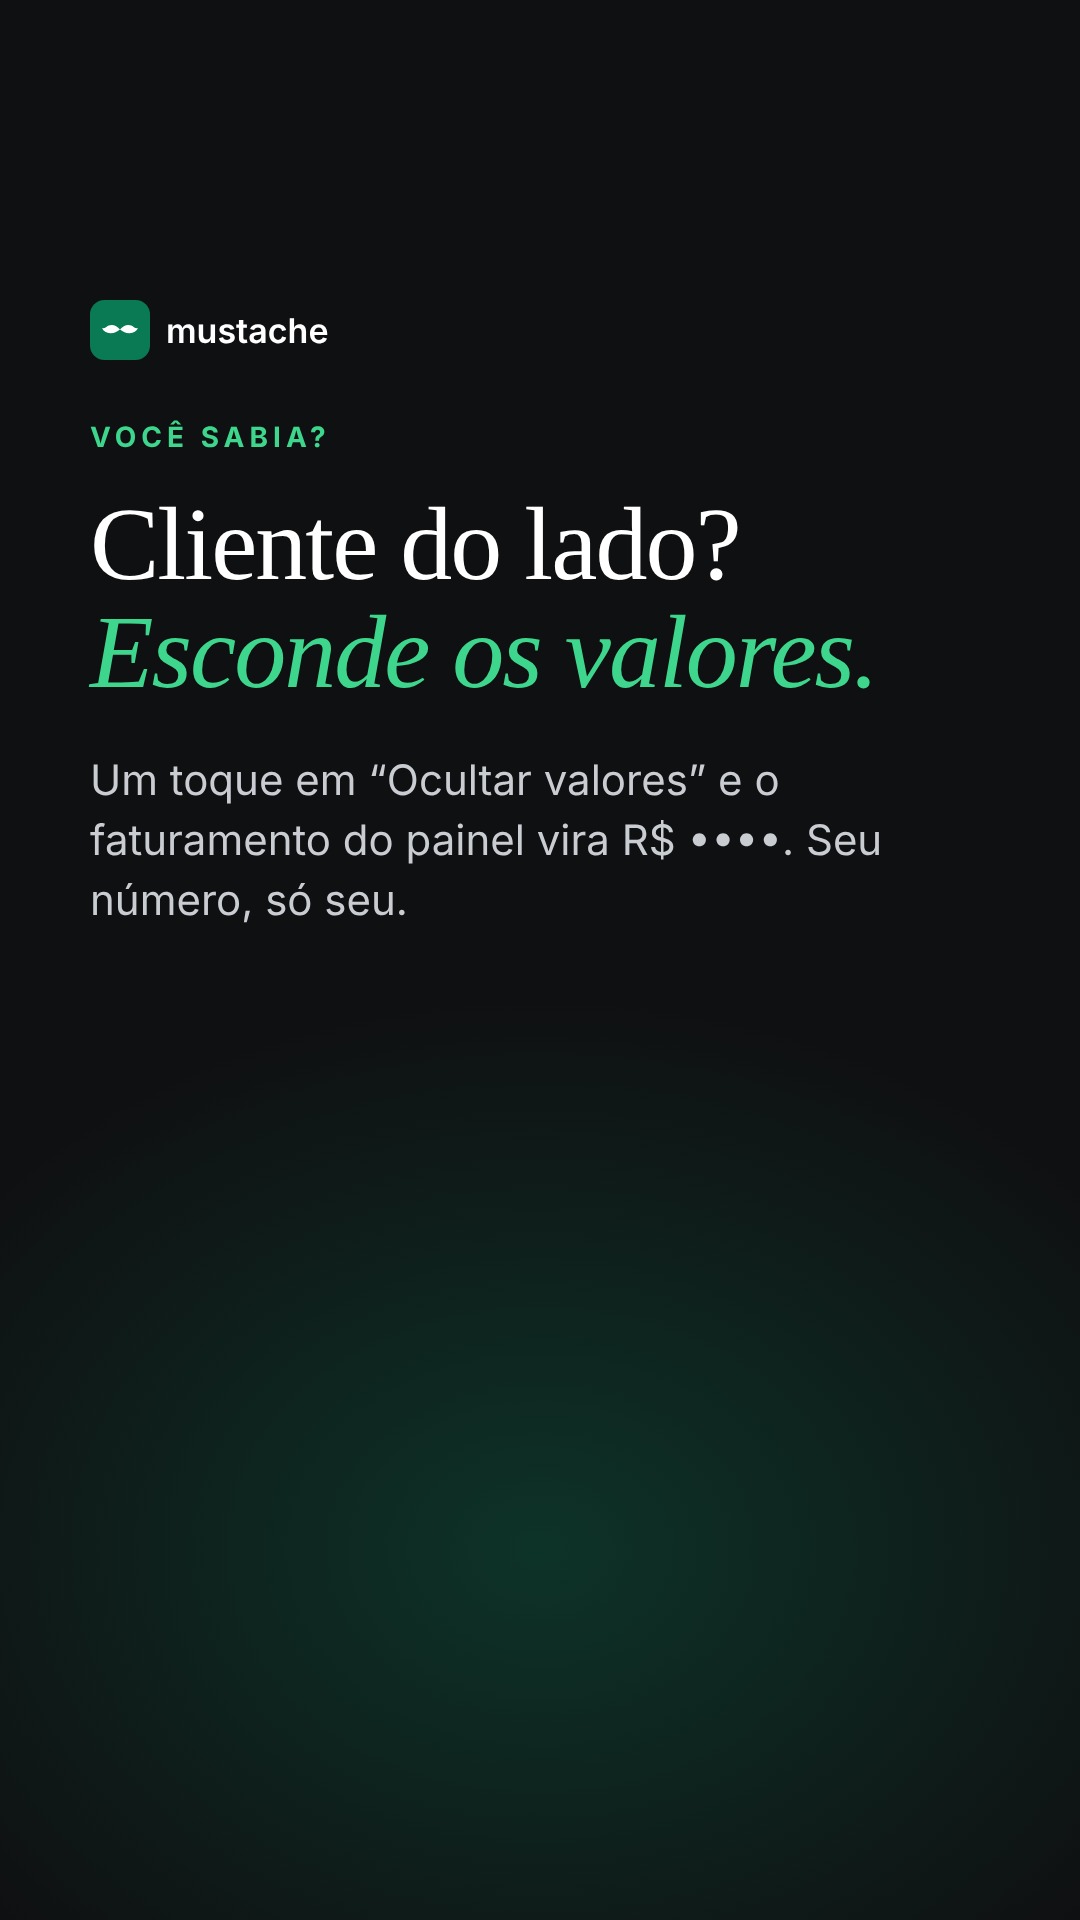 mustache
VOCÊ SABIA?
Cliente do lado?
Esconde os valores.
Um toque em “Ocultar valores” e o
faturamento do painel vira R$ ••••. Seu
número, só seu.